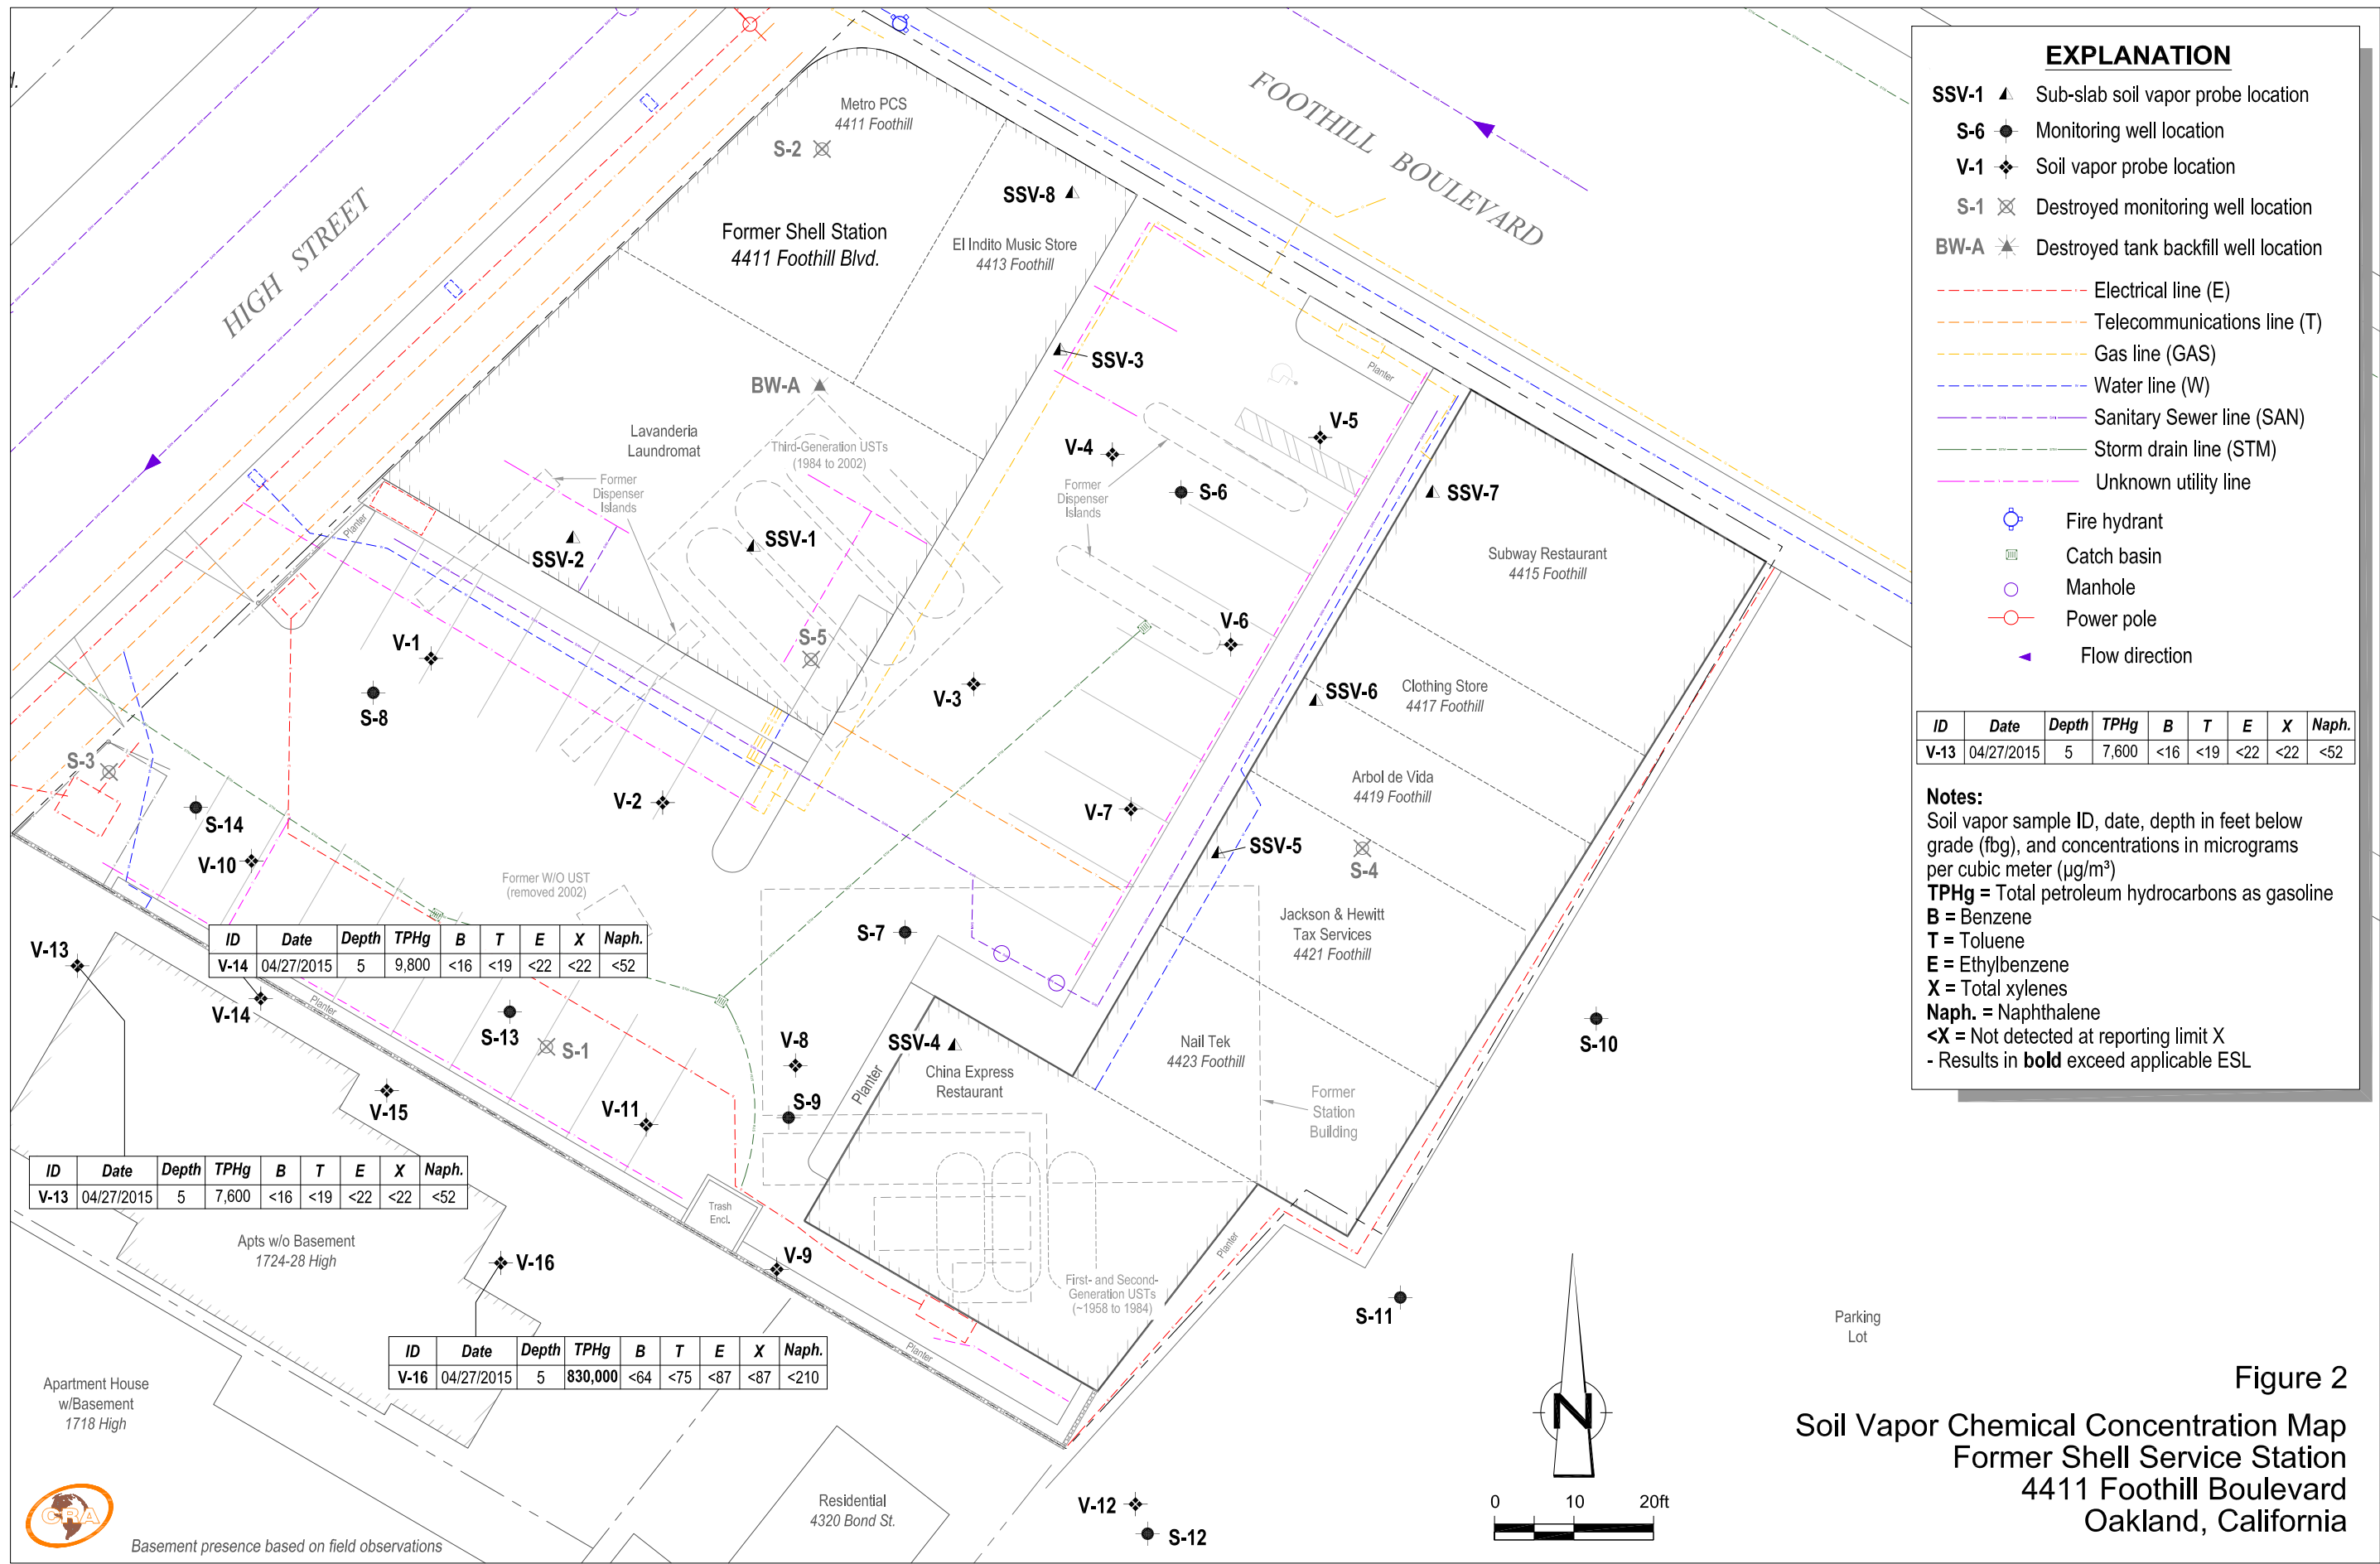 HIGH STREET
FOOTHILL BOULEVARD
Metro PCS
4411 Foothill
S-2
SSV-8
Former Shell Station
4411 Foothill Blvd.
El Indito Music Store
4413 Foothill
SSV-3
BW-A
Lavanderia
Laundromat
Third-Generation USTs
(1984 to 2002)
Former
Dispenser
Islands
SSV-2
SSV-1
S-5
Planter
Planter
V-4
V-5
S-6
Former
Dispenser
Islands
SSV-7
Subway Restaurant
4415 Foothill
V-1
S-8
V-3
V-6
SSV-6
Clothing Store
4417 Foothill
S-3
S-14
V-10
V-2
V-7
Arbol de Vida
4419 Foothill
SSV-5
S-4
Former W/O UST
(removed 2002)
Jackson & Hewitt
Tax Services
4421 Foothill
S-7
V-13
ID Date Depth TPHg B T E X Naph.
V-14 04/27/2015 5 9,800 <16 <19 <22 <22 <52
V-14
Planter
S-13
S-1
V-8
S-9
SSV-4
China Express
Restaurant
Planter
Nail Tek
4423 Foothill
S-10
Former
Station
Building
V-15
V-11
ID Date Depth TPHg B T E X Naph.
V-13 04/27/2015 5 7,600 <16 <19 <22 <22 <52
Trash
Encl.
Apts w/o Basement
1724-28 High
V-16
V-9
Planter
First- and Second-
Generation USTs
(~1958 to 1984)
S-11
Planter
Parking
Lot
ID Date Depth TPHg B T E X Naph.
V-16 04/27/2015 5 830,000 <64 <75 <87 <87 <210
Apartment House
w/Basement
1718 High
Residential
4320 Bond St.
V-12
S-12
CRA
Basement presence based on field observations
N
0 10 20ft
EXPLANATION
SSV-1 Sub-slab soil vapor probe location
S-6 Monitoring well location
V-1 Soil vapor probe location
S-1 Destroyed monitoring well location
BW-A Destroyed tank backfill well location
Electrical line (E)
Telecommunications line (T)
Gas line (GAS)
Water line (W)
Sanitary Sewer line (SAN)
Storm drain line (STM)
Unknown utility line
Fire hydrant
Catch basin
Manhole
Power pole
Flow direction
ID Date Depth TPHg B T E X Naph.
V-13 04/27/2015 5 7,600 <16 <19 <22 <22 <52
Notes:
Soil vapor sample ID, date, depth in feet below
grade (fbg), and concentrations in micrograms
per cubic meter (µg/m³)
TPHg = Total petroleum hydrocarbons as gasoline
B = Benzene
T = Toluene
E = Ethylbenzene
X = Total xylenes
Naph. = Naphthalene
<X = Not detected at reporting limit X
- Results in bold exceed applicable ESL
Figure 2
Soil Vapor Chemical Concentration Map
Former Shell Service Station
4411 Foothill Boulevard
Oakland, California